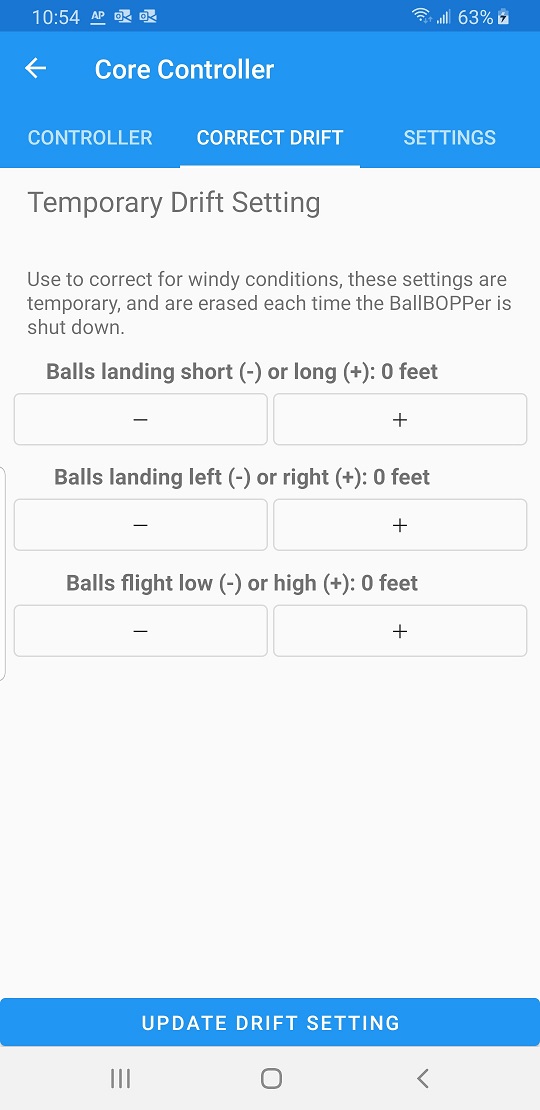 10:54 AP 63%
Core Controller
CONTROLLER CORRECT DRIFT SETTINGS
Temporary Drift Setting
Use to correct for windy conditions, these settings are
temporary, and are erased each time the BallBOPPer is
shut down.
Balls landing short (-) or long (+): 0 feet
− +
Balls landing left (-) or right (+): 0 feet
− +
Balls flight low (-) or high (+): 0 feet
− +
UPDATE DRIFT SETTING